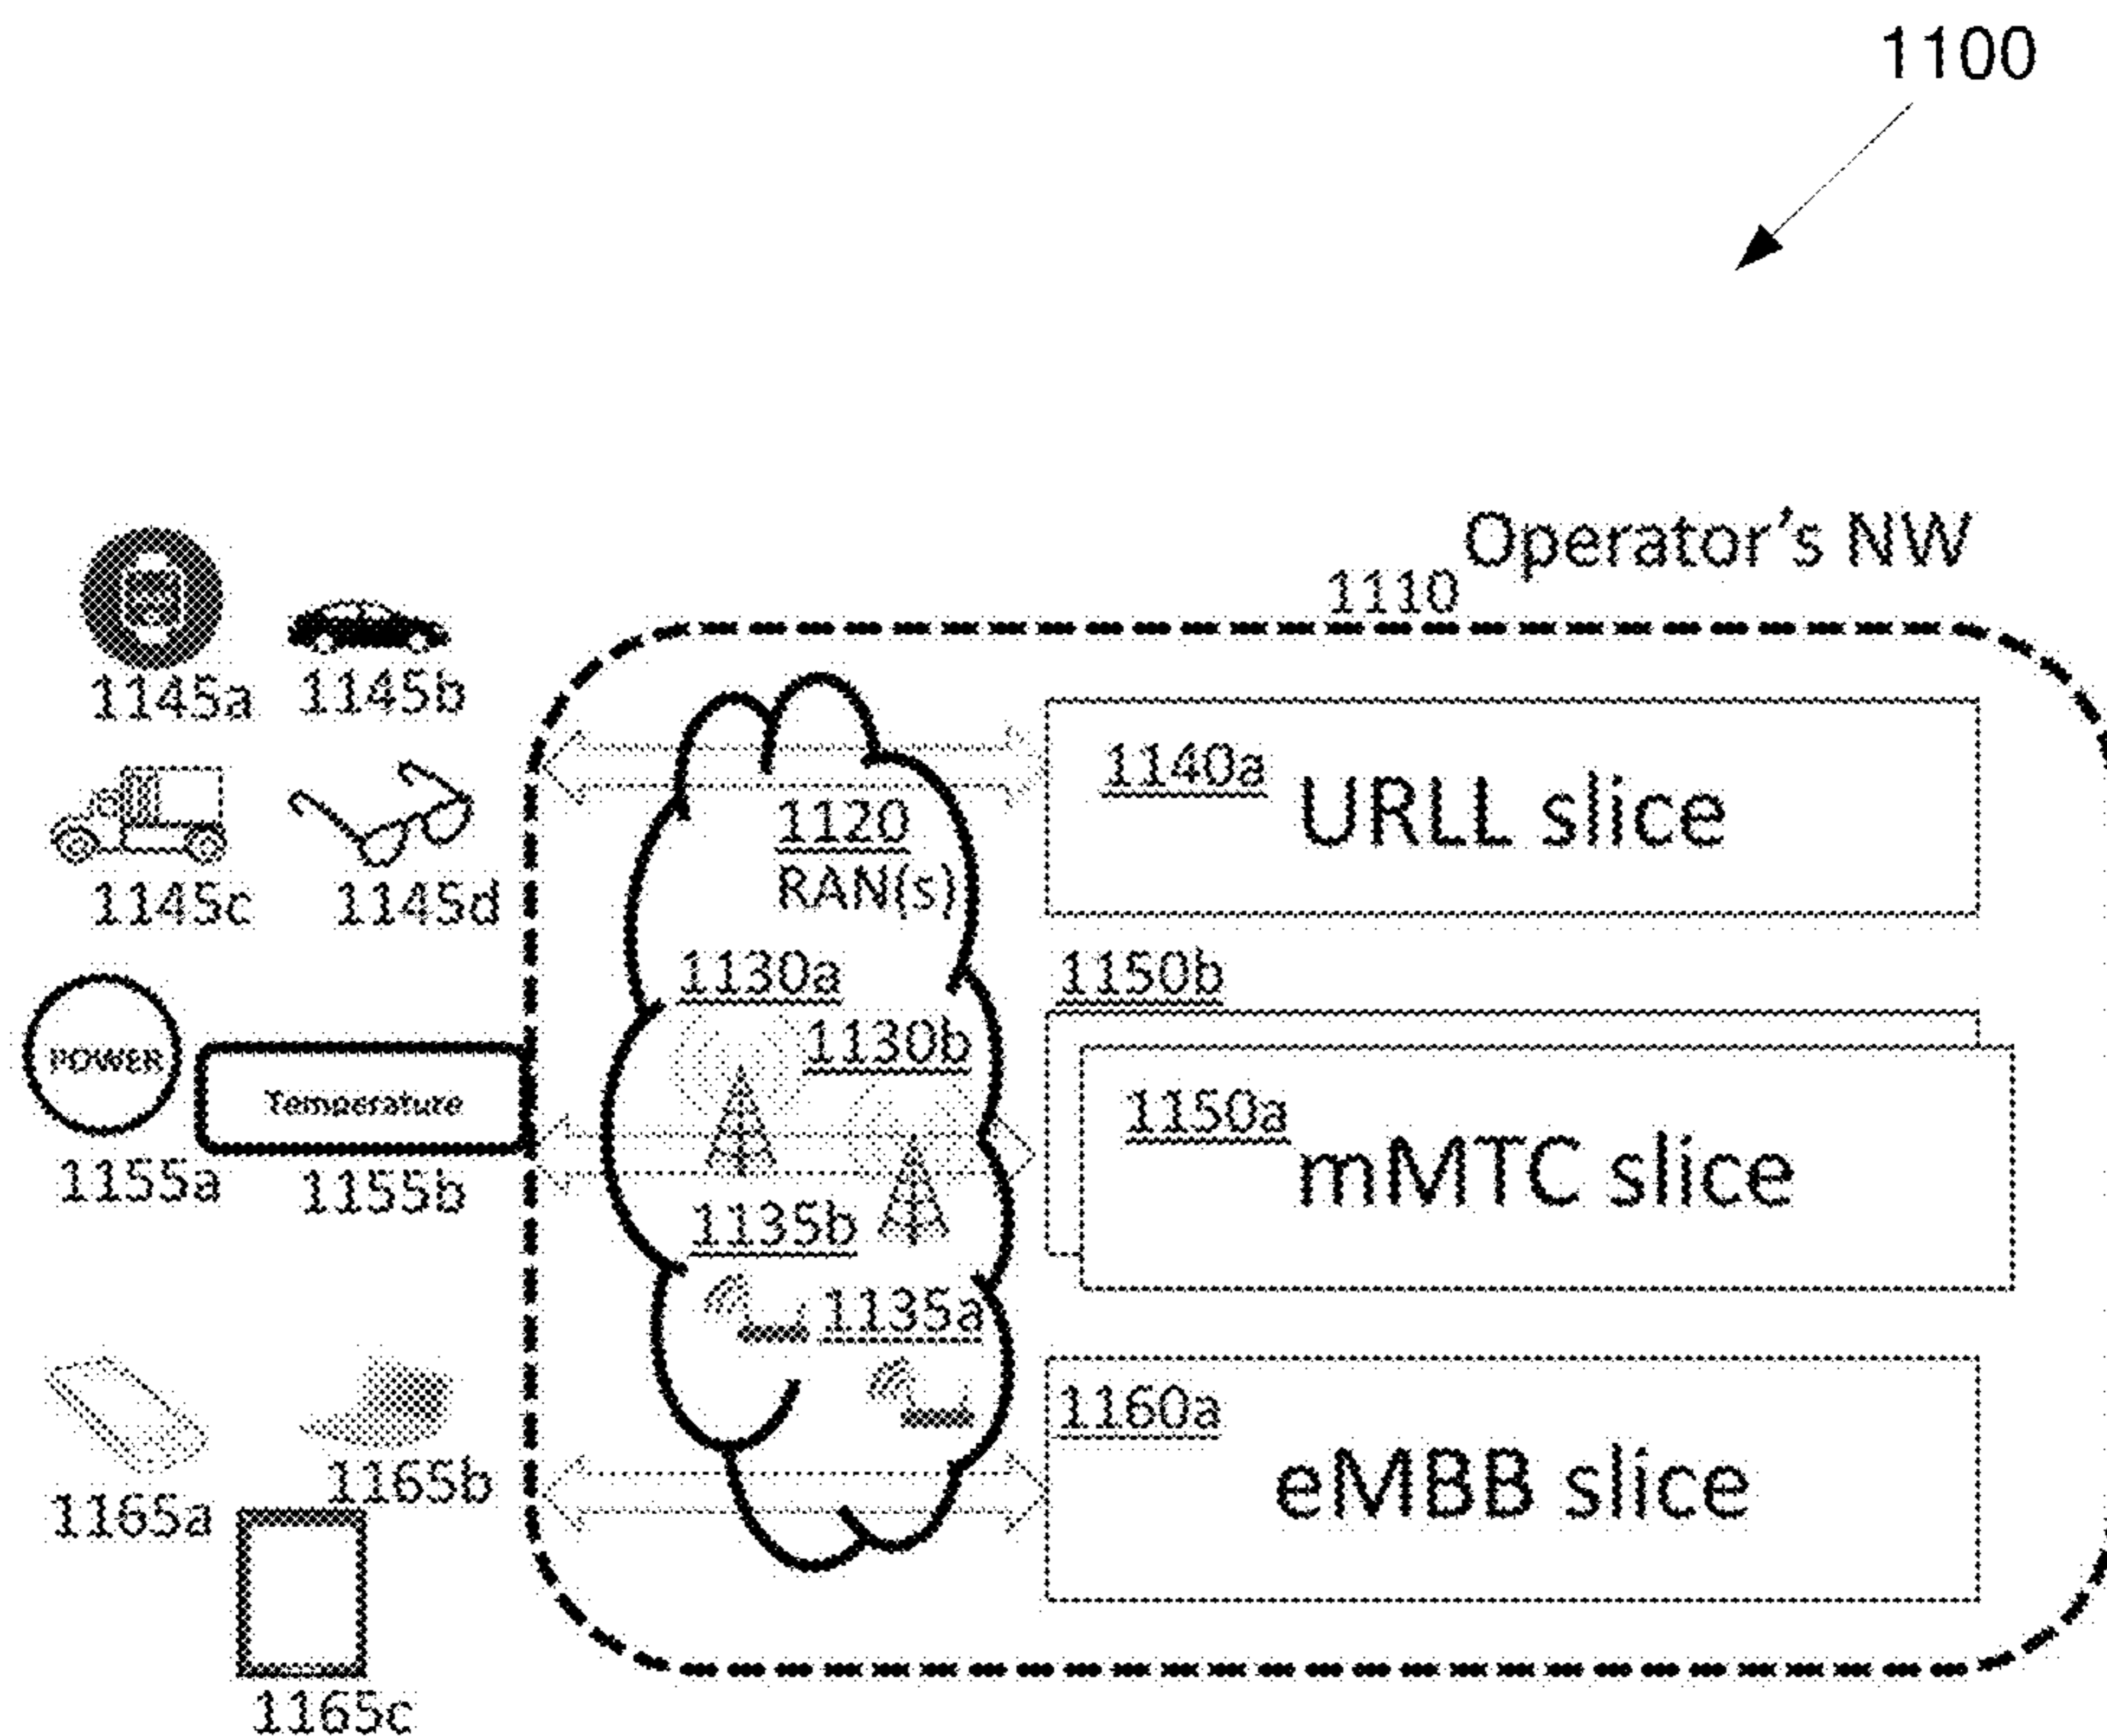 1100
Operator's NW
1110
1145a
1145b
1140a
URLL slice
1120
RAN(s)
1145c
1145d
1130a
1150b
1130b
POWER
Temperature
1150a
mMTC slice
1155a
1155b
1135b
1135a
1160a
eMBB slice
1165a
1165b
1165c